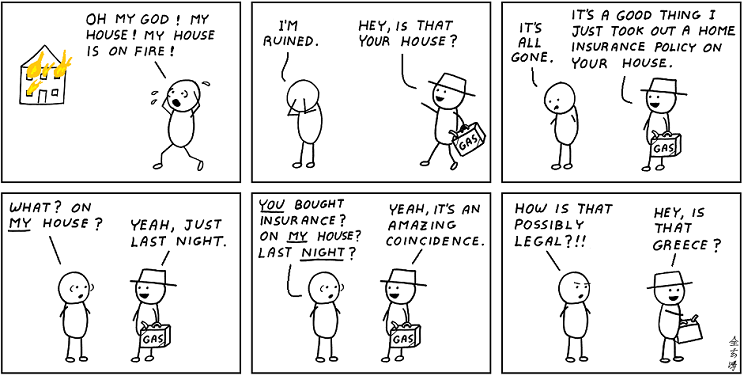 OH MY GOD! MY
HOUSE! MY HOUSE
IS ON FIRE!
I'M
RUINED.
HEY, IS THAT
YOUR HOUSE?
GAS
IT'S
ALL
GONE.
IT'S A GOOD THING I
JUST TOOK OUT A HOME
INSURANCE POLICY ON
YOUR HOUSE.
GAS
WHAT? ON
MY HOUSE?
YEAH, JUST
LAST NIGHT.
GAS
YOU BOUGHT
INSURANCE?
ON MY HOUSE?
LAST NIGHT?
YEAH, IT'S AN
AMAZING
COINCIDENCE.
GAS
HOW IS THAT
POSSIBLY
LEGAL?!!
HEY, IS
THAT
GREECE?